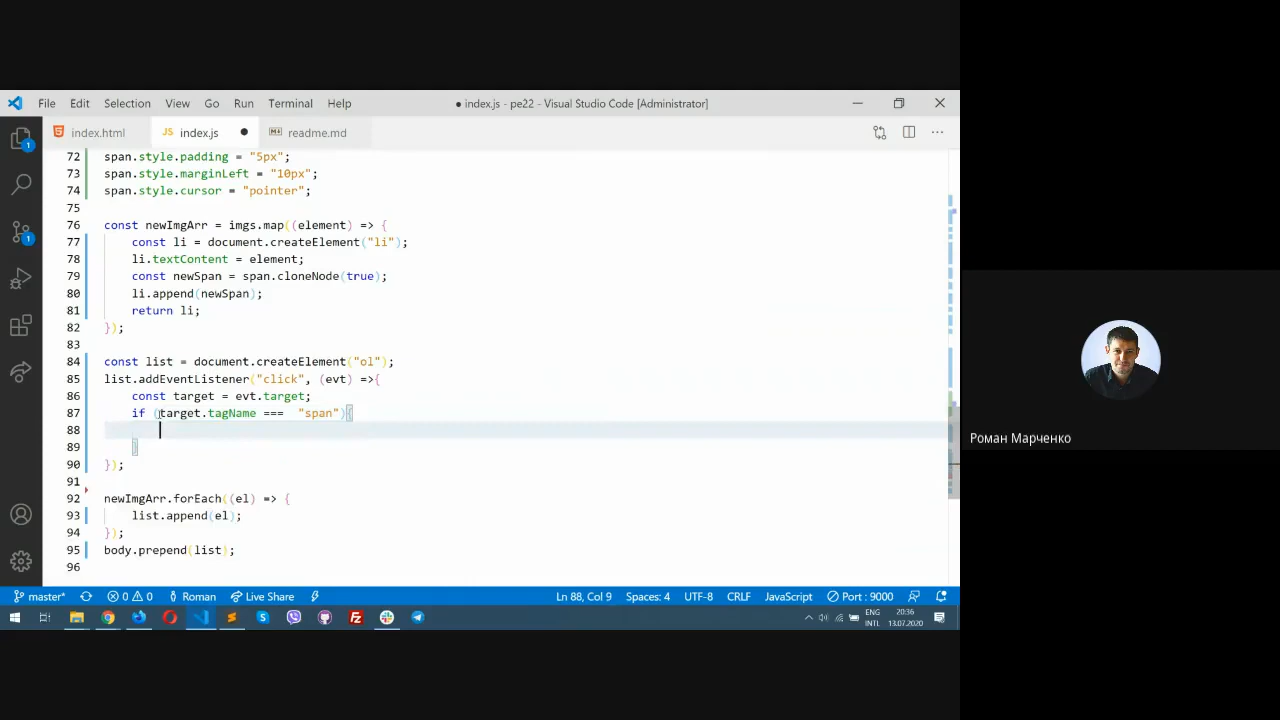 File Edit Selection View Go Run Terminal Help
● index.js - pe22 - Visual Studio Code [Administrator]
index.html
JS index.js ●
readme.md
72 span.style.padding = "5px";
73 span.style.marginLeft = "10px";
74 span.style.cursor = "pointer";
75
76 const newImgArr = imgs.map((element) => {
77 const li = document.createElement("li");
78 li.textContent = element;
79 const newSpan = span.cloneNode(true);
80 li.append(newSpan);
81 return li;
82 });
83
84 const list = document.createElement("ol");
85 list.addEventListener("click", (evt) =>{
86 const target = evt.target;
87 if (target.tagName ===  "span"){
88
89 }
90 });
91
92 newImgArr.forEach((el) => {
93 list.append(el);
94 });
95 body.prepend(list);
96
1
1
Роман Марченко
master* 0 0 Roman Live Share Ln 88, Col 9 Spaces: 4 UTF-8 CRLF JavaScript Port : 9000
ENG
INTL
20:36
13.07.2020